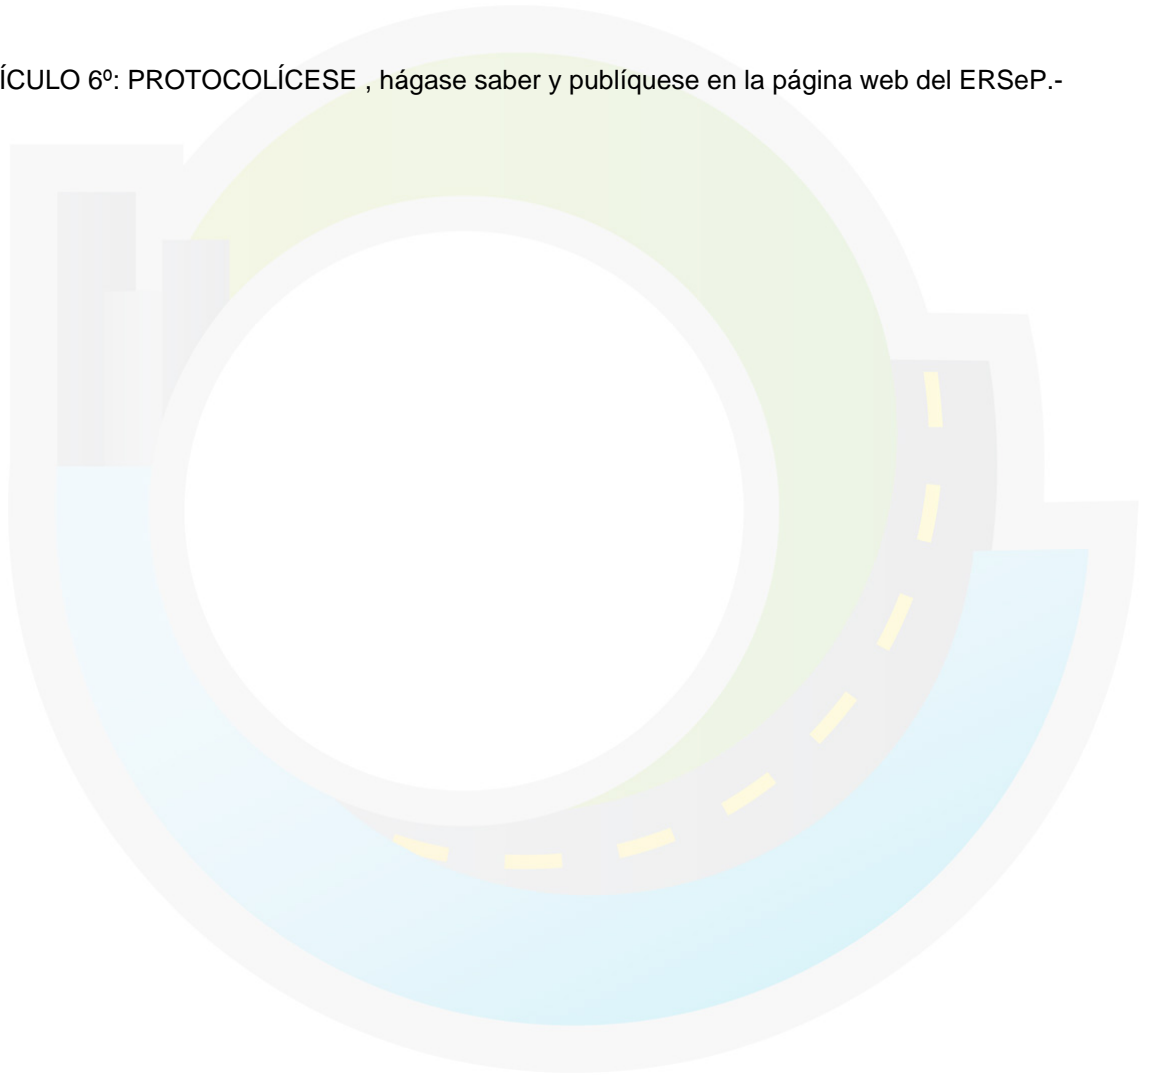 ÍCULO 6º: PROTOCOLÍCESE , hágase saber y publíquese en la página web del ERSeP.-